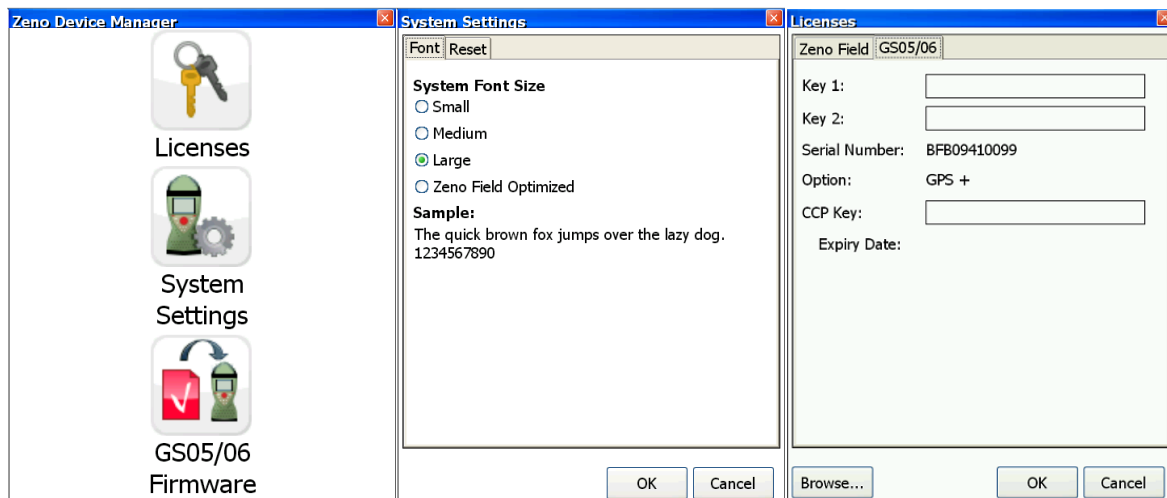 Zeno Device Manager
Licenses
System
Settings
GS05/06
Firmware
System Settings
Font Reset
System Font Size
Small
Medium
Large
Zeno Field Optimized
Sample:
The quick brown fox jumps over the lazy dog.
1234567890
OK Cancel
Licenses
Zeno Field GS05/06
Key 1:
Key 2:
Serial Number: BFB09410099
Option: GPS +
CCP Key:
Expiry Date:
Browse... OK Cancel